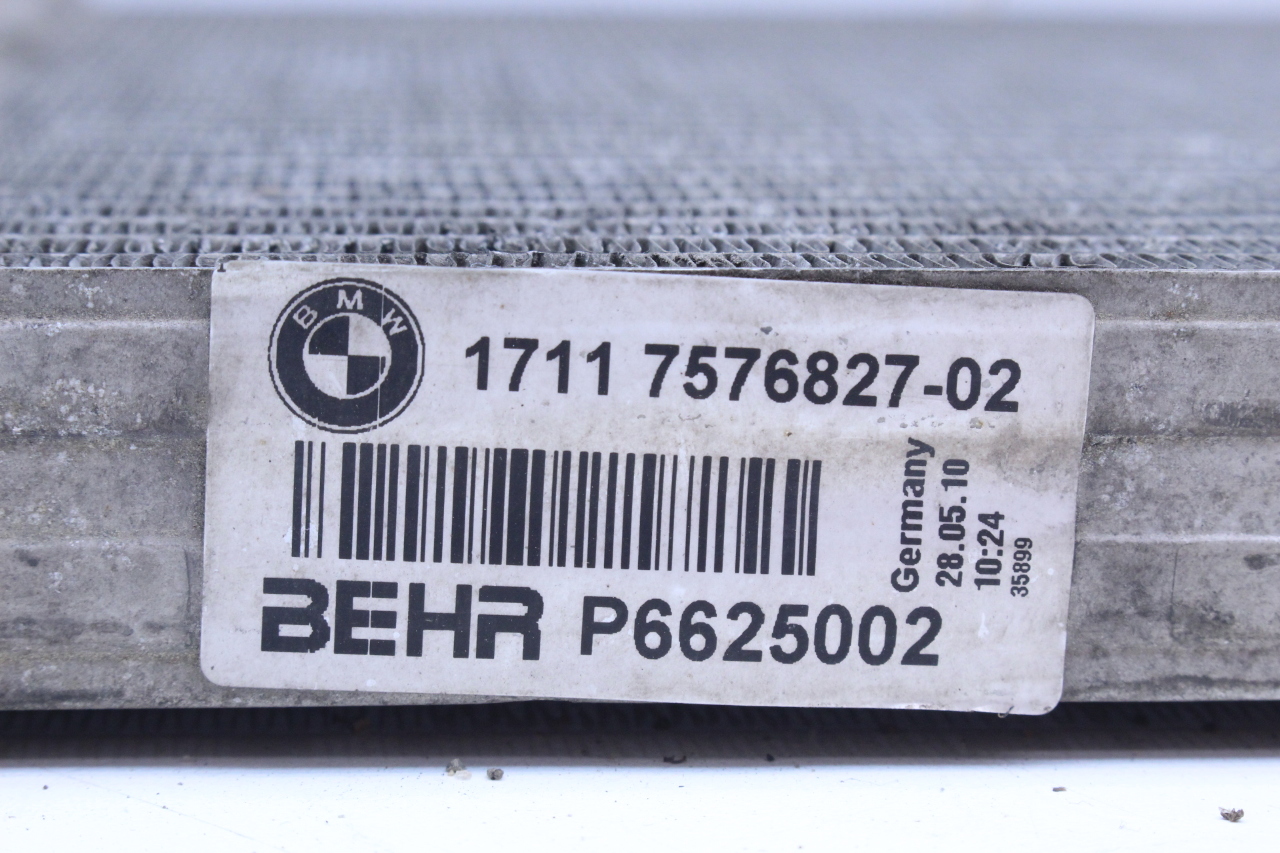 BMW
1711 7576827-02
Germany
28.05.10
10:24
35899
BEHR P6625002